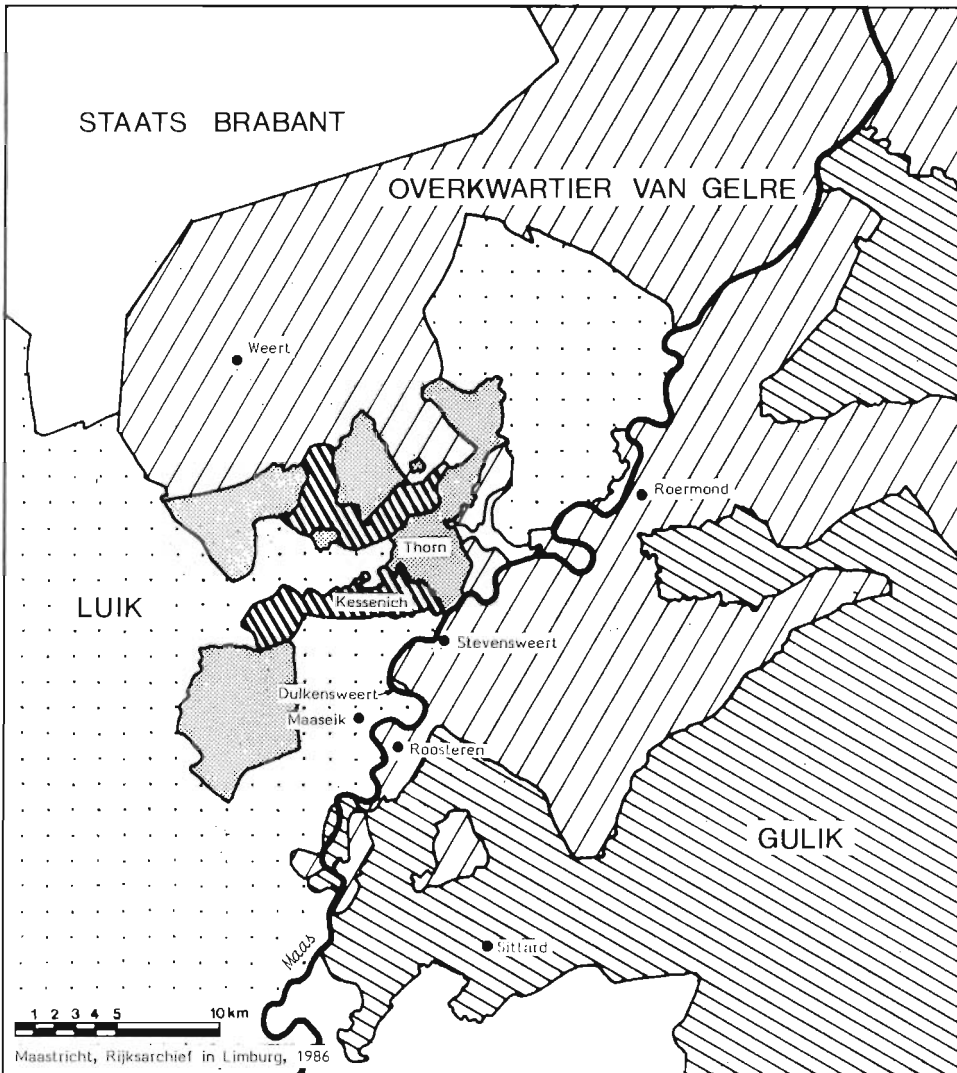 STAATS BRABANT
OVERKWARTIER VAN GELRE
Weert
Roermond
Thorn
LUIK
Kessenich
Stevensweert
Dulkensweert
Maaseik
Roosteren
GULIK
Sittard
Maas
1 2 3 4 5 10 km
Maastricht, Rijksarchief in Limburg, 1986